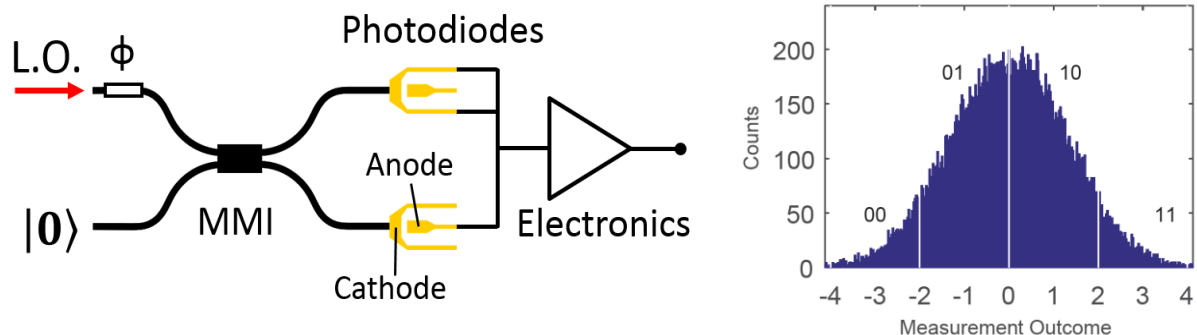 Photodiodes
L.O.
ϕ
Anode
MMI
|0⟩
Electronics
Cathode
200
150
100
50
0
Counts
01
10
00
11
-4 -3 -2 -1 0 1 2 3 4
Measurement Outcome